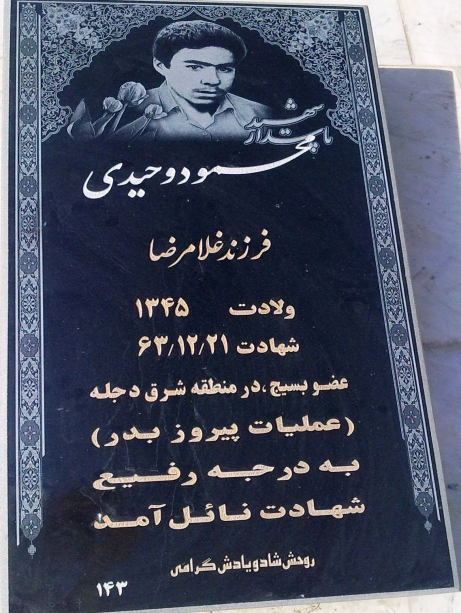 شهید
پاسدار
محمود وحیدی
فرزند غلامرضا
ولادت ۱۳۴۵
شهادت ۶۳٫۱۲٫۲۱
عضو بسیج ،در منطقه شرق دجله
(عملیات پیروز بدر)
به درجه رفیع
شهادت نائل آمد
روحش شاد و یادش گرامی
۱۴۳